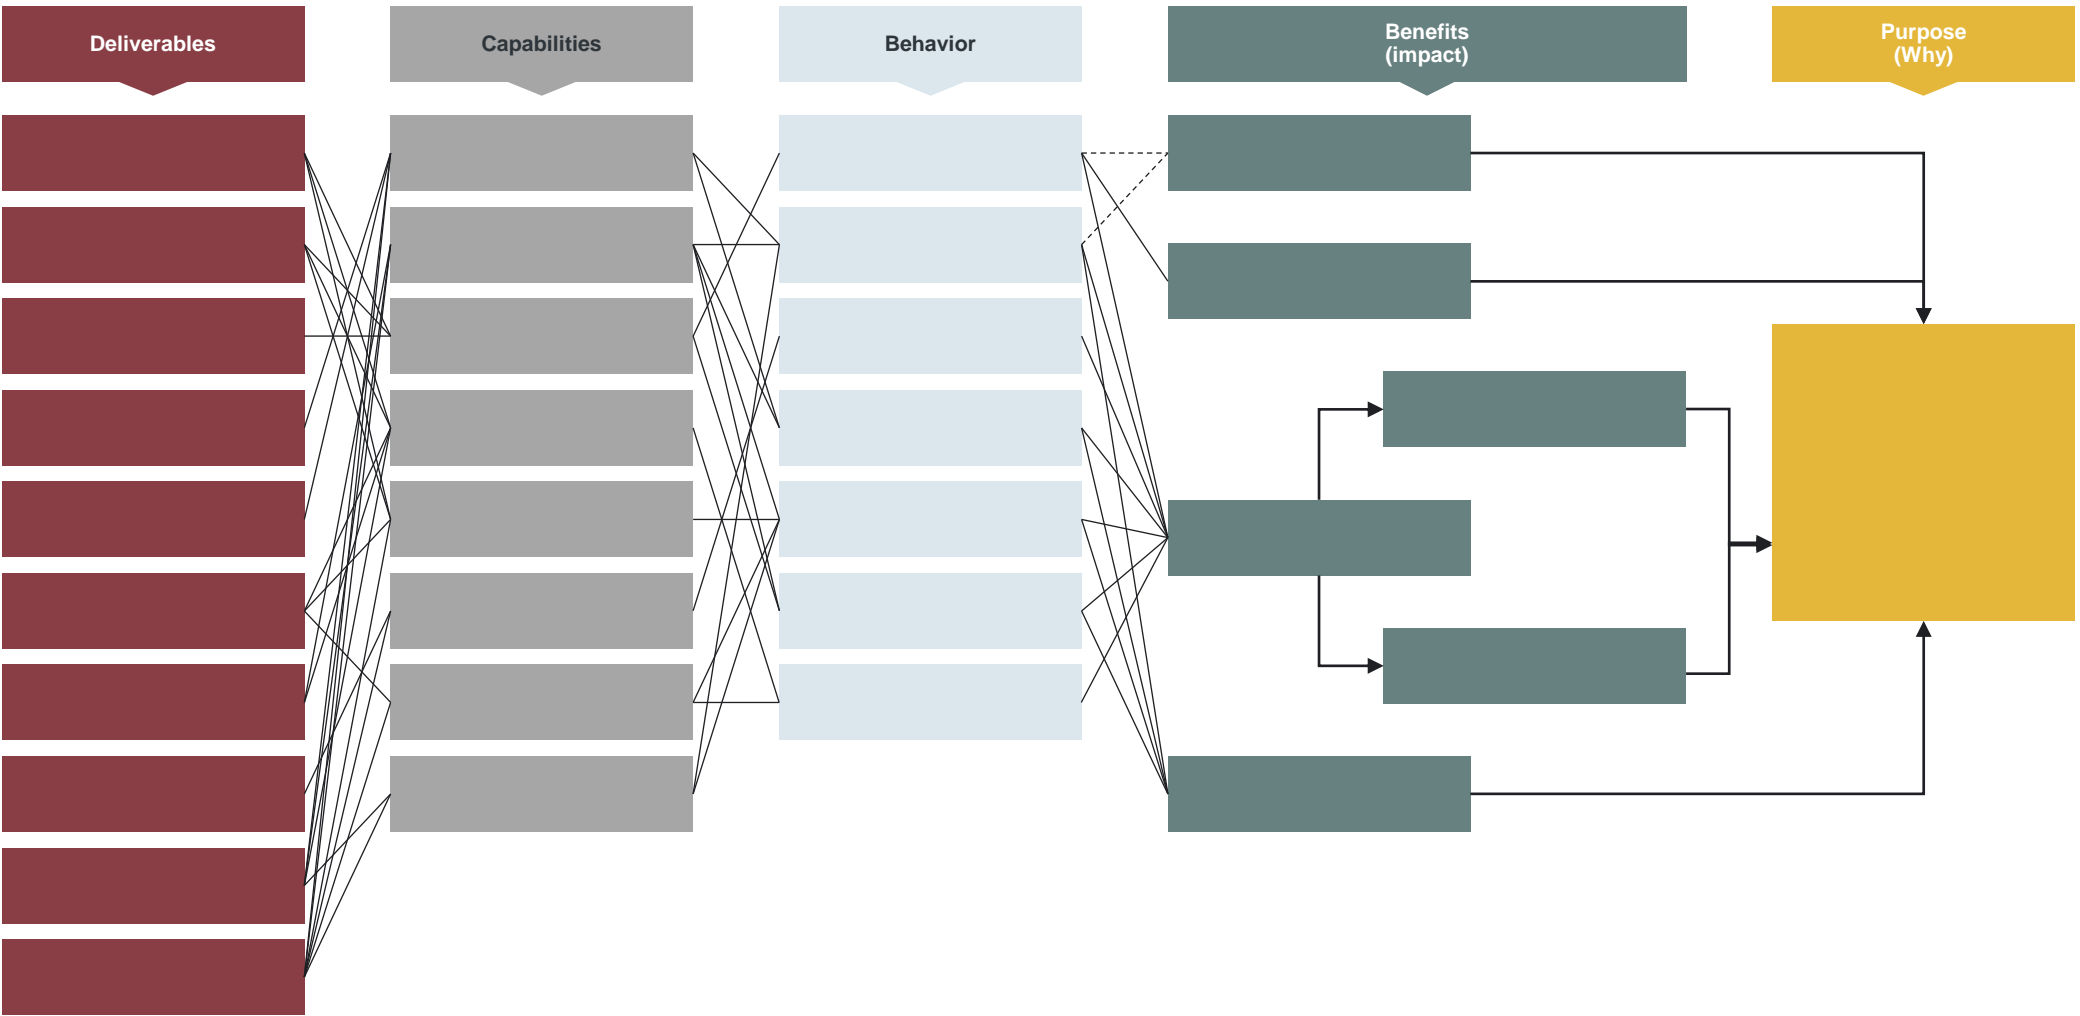 Deliverables
Capabilities
Behavior
Benefits
(impact)
Purpose
(Why)